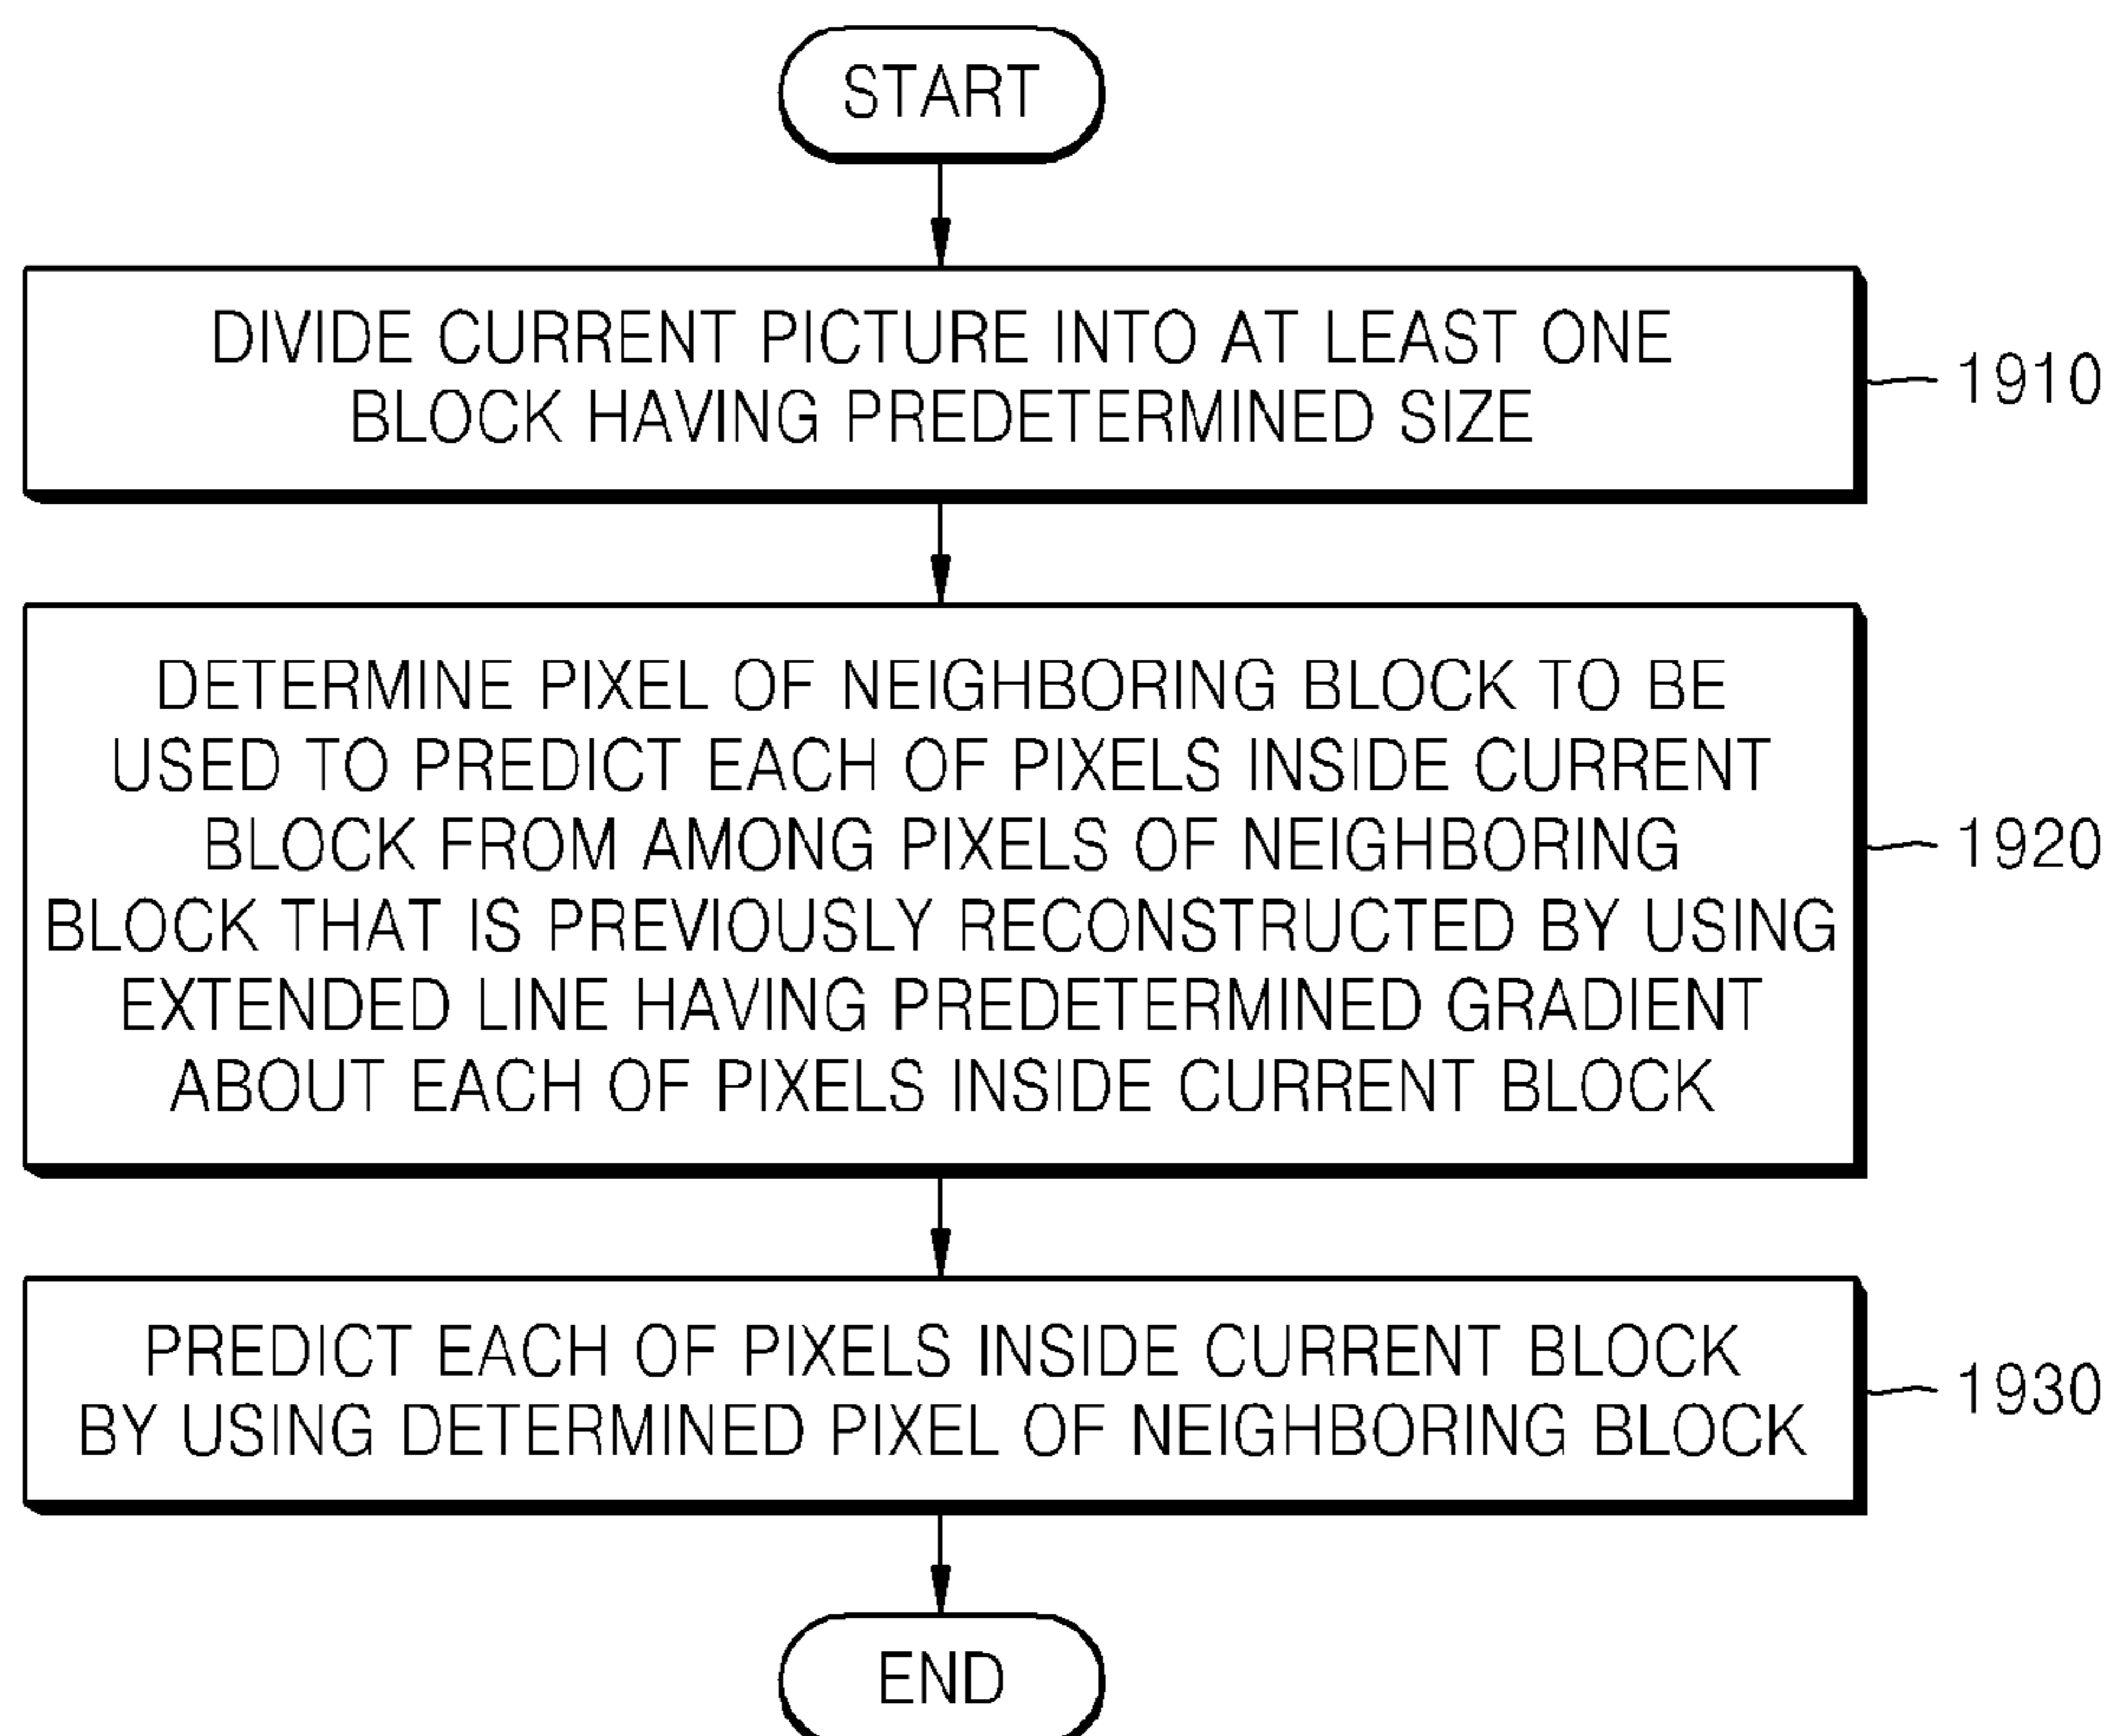 START
DIVIDE CURRENT PICTURE INTO AT LEAST ONE
BLOCK HAVING PREDETERMINED SIZE
1910
DETERMINE PIXEL OF NEIGHBORING BLOCK TO BE
USED TO PREDICT EACH OF PIXELS INSIDE CURRENT
BLOCK FROM AMONG PIXELS OF NEIGHBORING
BLOCK THAT IS PREVIOUSLY RECONSTRUCTED BY USING
EXTENDED LINE HAVING PREDETERMINED GRADIENT
ABOUT EACH OF PIXELS INSIDE CURRENT BLOCK
1920
PREDICT EACH OF PIXELS INSIDE CURRENT BLOCK
BY USING DETERMINED PIXEL OF NEIGHBORING BLOCK
1930
END